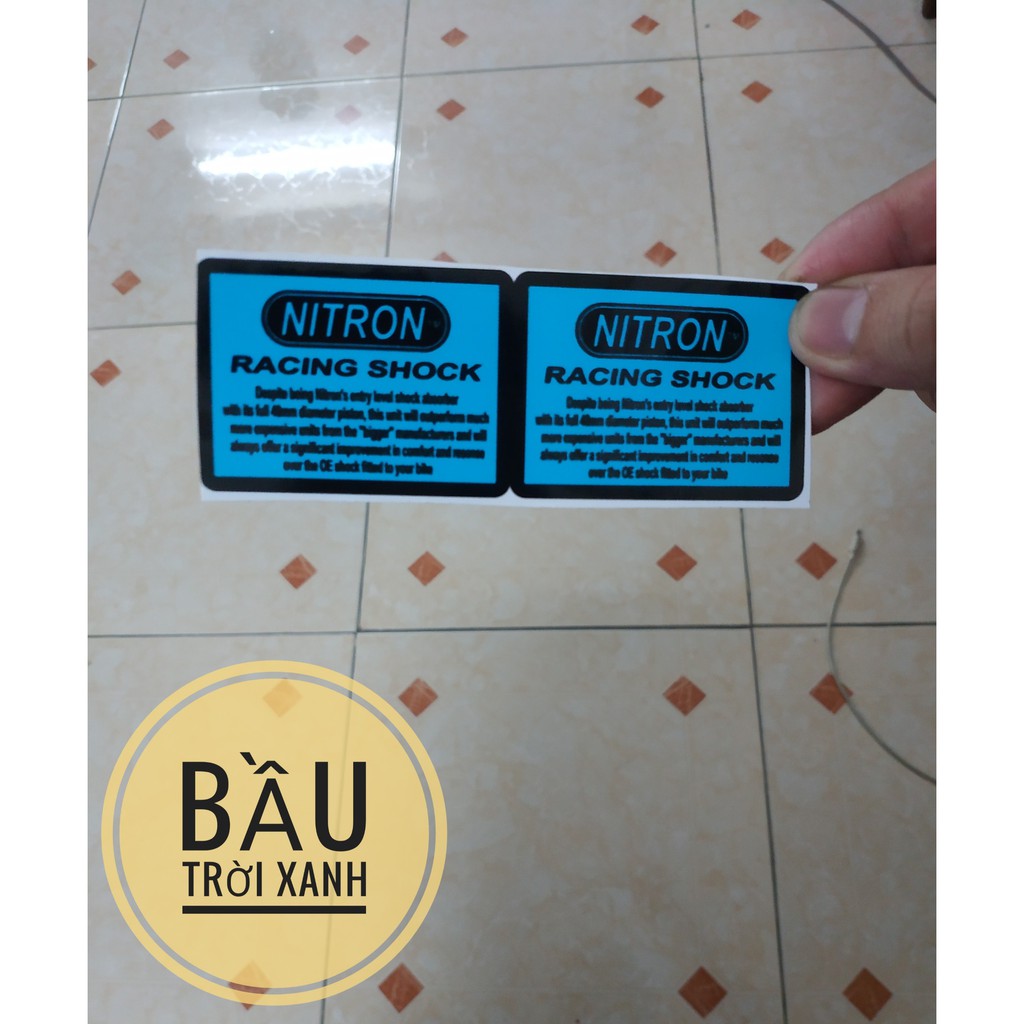 NITRON
RACING SHOCK
Despite being Nitron's entry level shock absorber
with its full 46mm diameter piston, this unit will outperform much
more expensive units from the "bigger" manufacturers and will
always offer a significant improvement in comfort and
over the OE shock fitted to your bike
NITRON
RACING SHOCK
Despite being Nitron's entry level shock absorber
with its full 46mm diameter piston, this unit will outperform much
more expensive units from the "bigger" manufacturers and will
always offer a significant improvement in comfort and
over the OE shock fitted to your bike
BẦU
TRỜI XANH